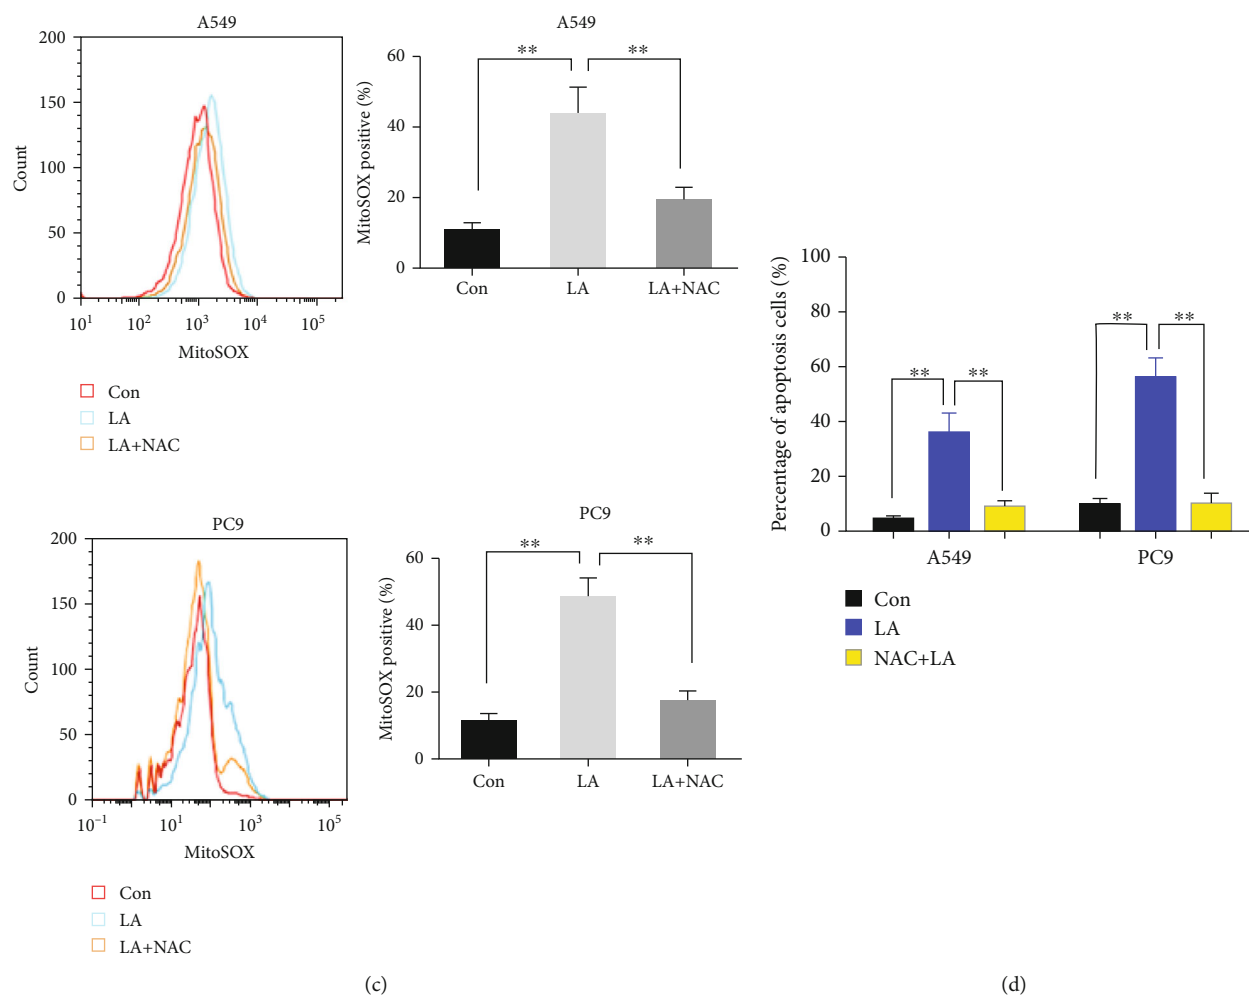 A549
200
150
100
50
0
Count
10^1 10^2 10^3 10^4 10^5
MitoSOX
Con
LA
LA+NAC
A549
60
40
20
0
MitoSOX positive (%)
** **
Con LA LA+NAC
PC9
200
150
100
50
0
Count
10^−1 10^1 10^3 10^5
MitoSOX
Con
LA
LA+NAC
PC9
60
40
20
0
MitoSOX positive (%)
** **
Con LA LA+NAC
(c)
100
80
60
40
20
0
Percentage of apoptosis cells (%)
** ** ** **
A549 PC9
Con
LA
NAC+LA
(d)